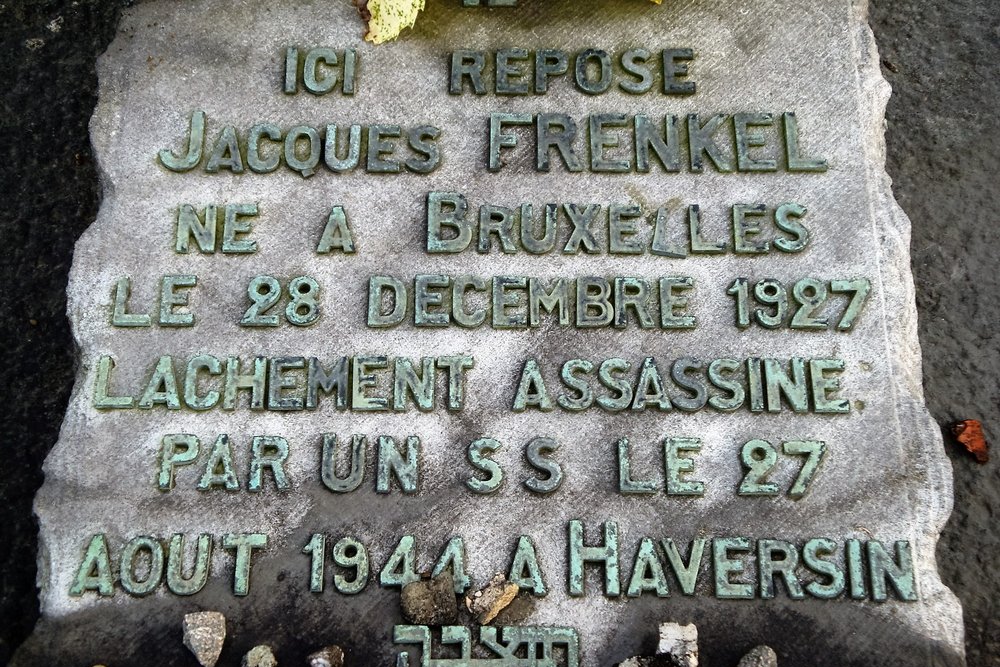 ICI REPOSE
JACQUES FRENKEL
NE A BRUXELLES
LE 28 DECEMBRE 1927
LACHEMENT ASSASSINE
PAR UN SS LE 27
AOUT 1944 A HAVERSIN
תנצבה